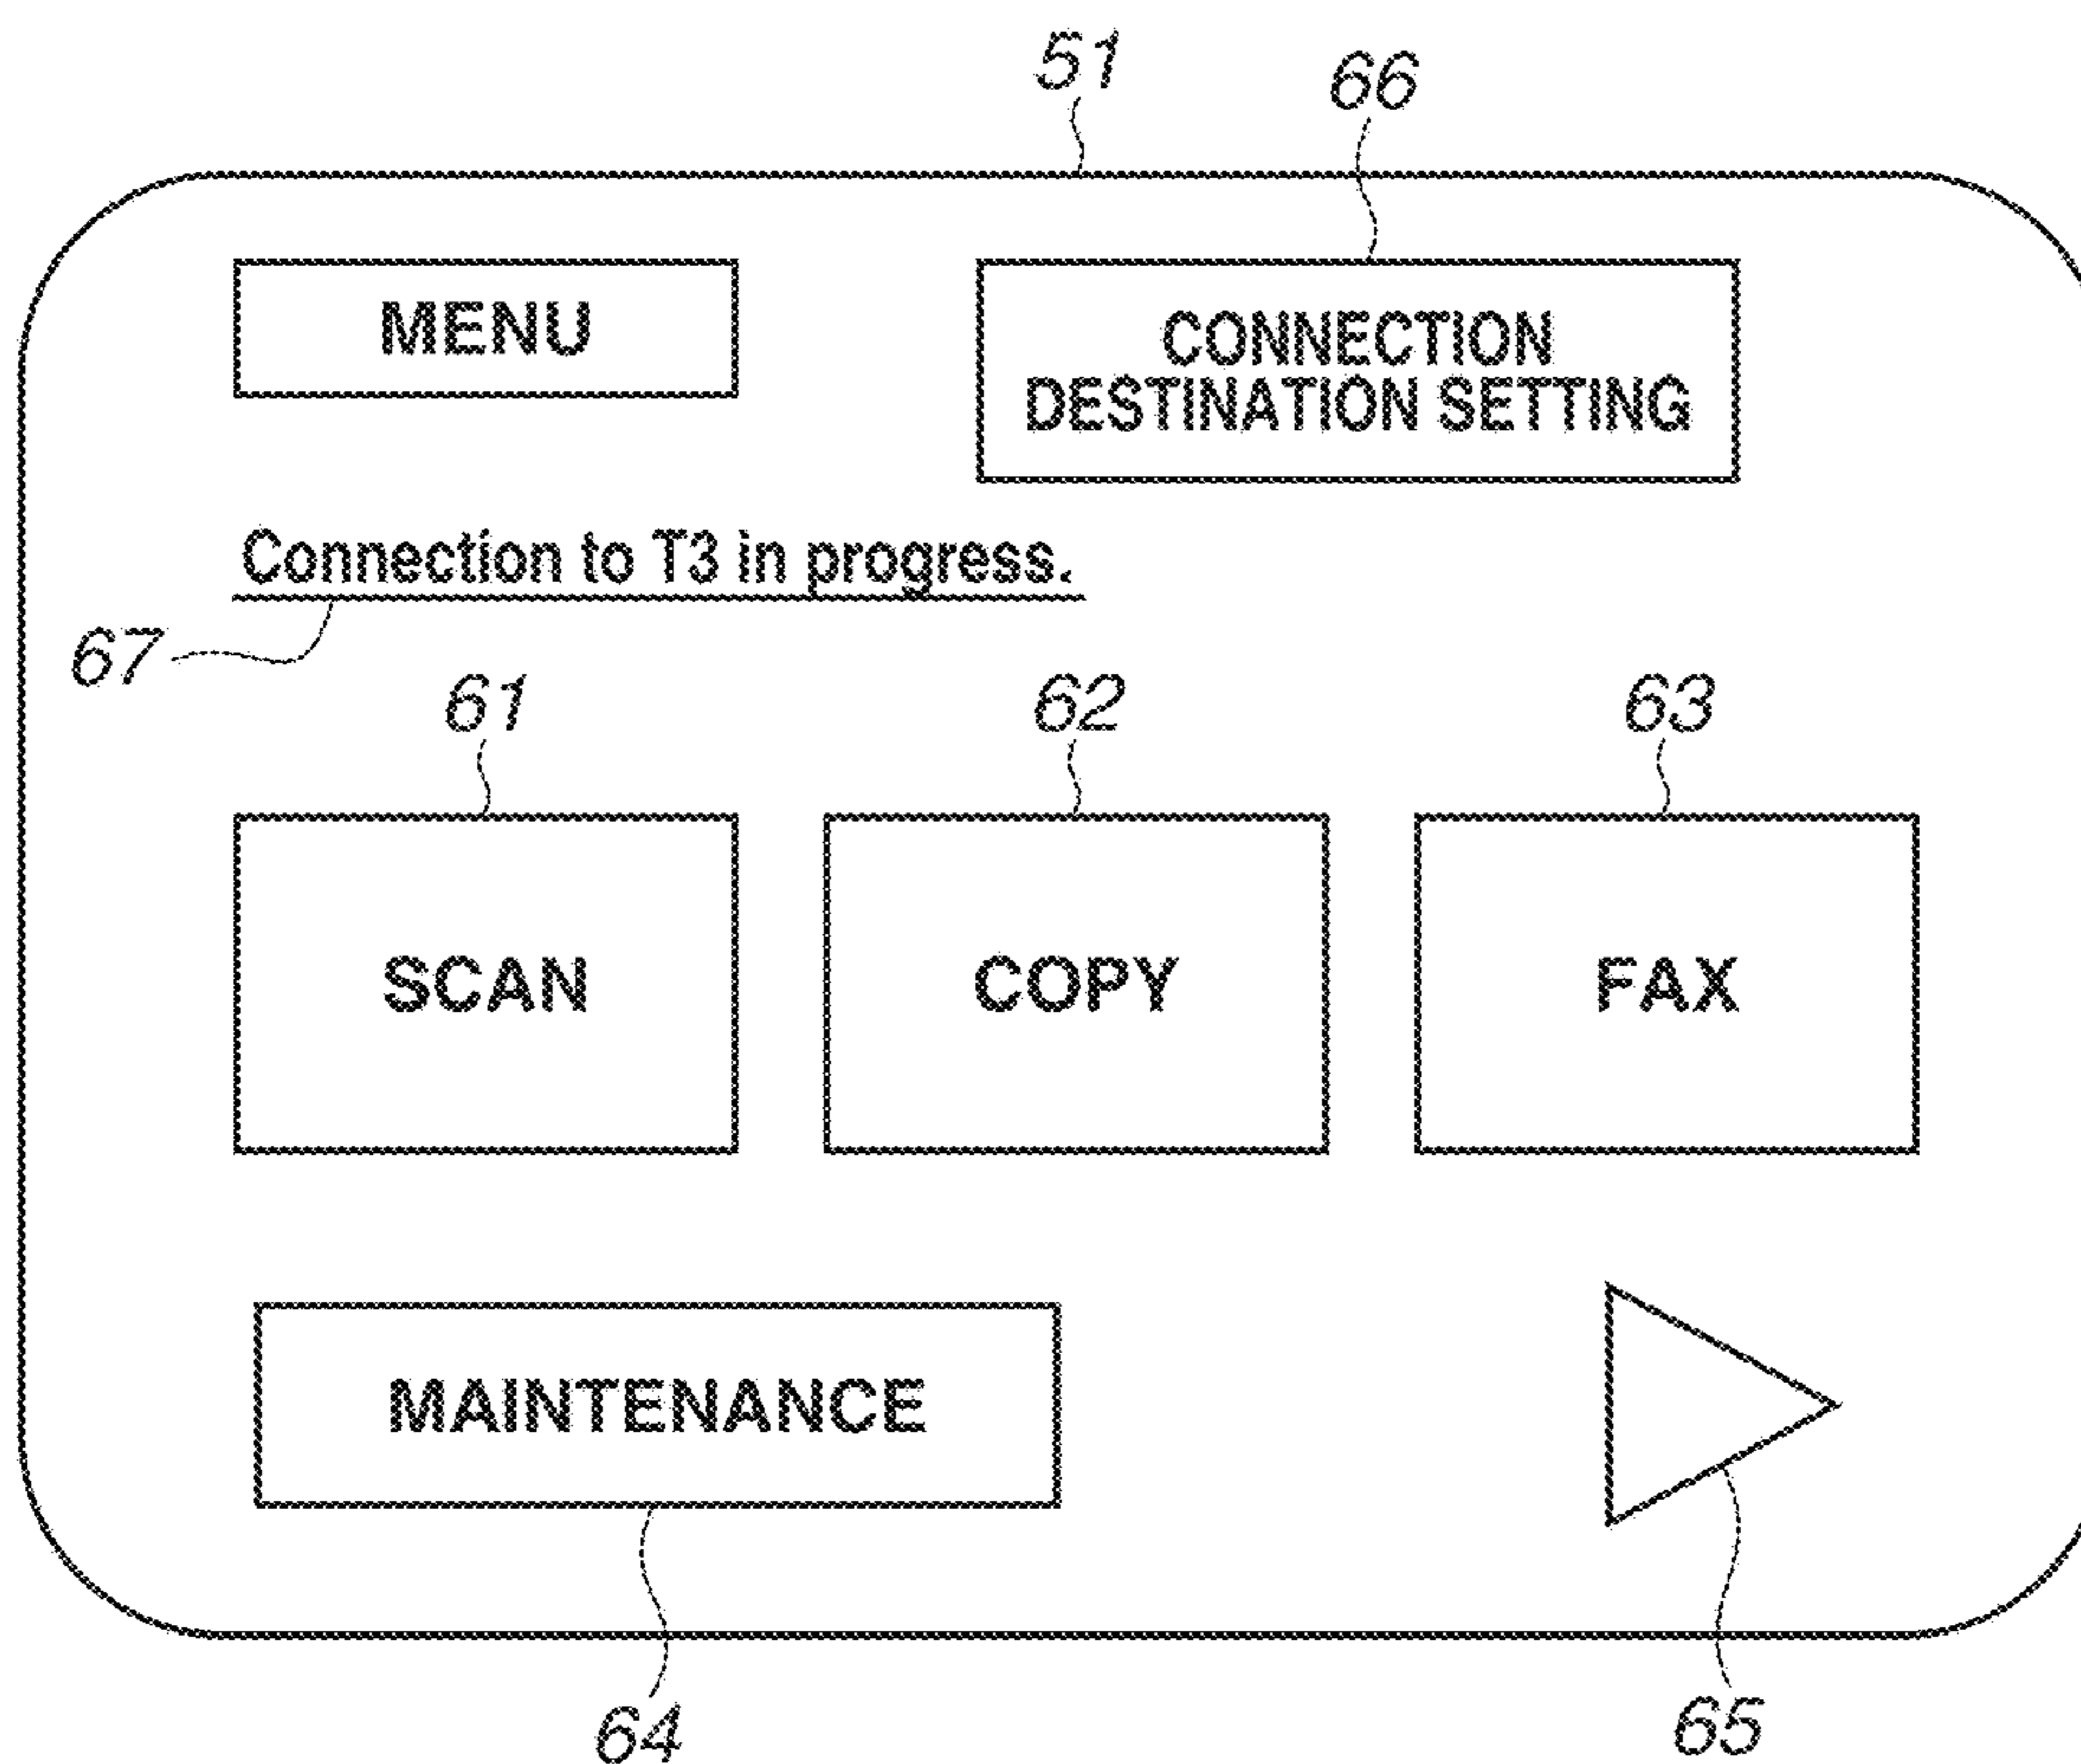 51
66
MENU
CONNECTION
DESTINATION SETTING
Connection to T3 in progress.
67
61
62
63
SCAN
COPY
FAX
MAINTENANCE
64
65